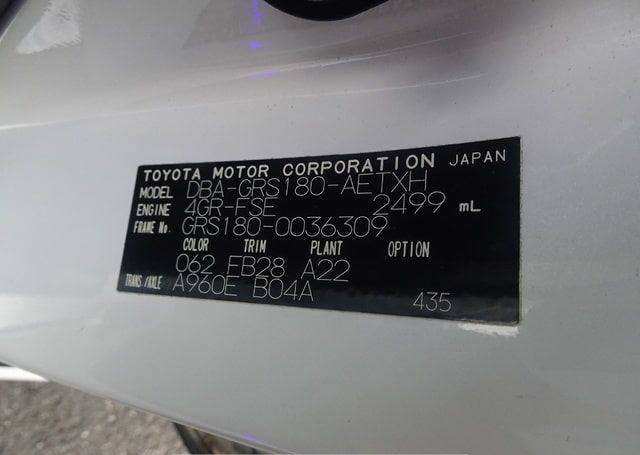 TOYOTA MOTOR CORPORATION JAPAN
MODEL DBA-GRS180-AETXH
ENGINE 4GR-FSE 2499 mL
FRAME No. GRS180-0036309
COLOR TRIM PLANT OPTION
062 FB28 A22
TRANS/AXLE A960E B04A 435